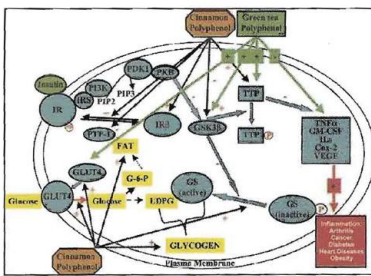 Cinnamon
Polyphenol
Green tea
Polyphenol
Insulin
IR
IRS
PI3K
PIP2
PIP3
PDK1
PKB
TTP
TTP
P
PTP-1
IRβ
GSK3β
TNFα
GM-CSF
ILs
Cox-2
VEGF
FAT
GLUT4
G-6-P
GS
(active)
GS
(inactive)
P
Glucose
GLUT4
Glucose
UDPG
GLYCOGEN
Plasma Membrane
Cinnamon
Polyphenol
Inflammation
Arthritis
Cancer
Diabetes
Heart Diseases
Obesity